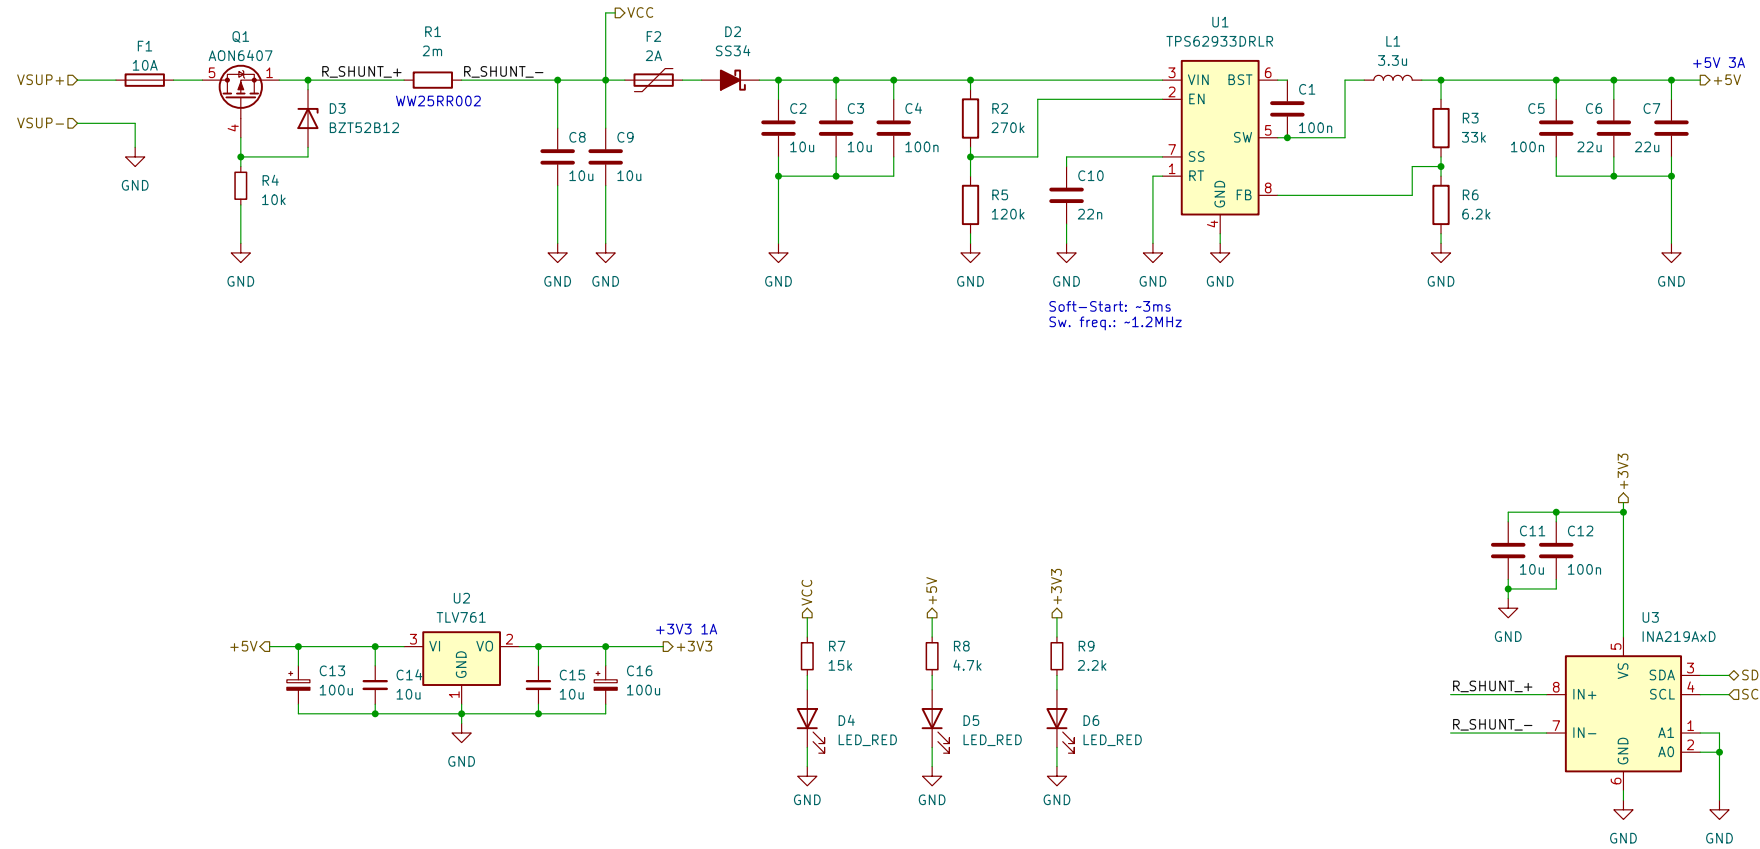 VSUP+
F1
10A
Q1
AON6407
5
1
4
R_SHUNT_+
R1
2m
WW25RR002
R_SHUNT_-
VCC
F2
2A
D2
SS34
VSUP-
GND
D3
BZT52B12
R4
10k
GND
C8
10u
GND
C9
10u
GND
C2
10u
C3
10u
C4
100n
GND
R2
270k
R5
120k
GND
C10
22n
GND
U1
TPS62933DRLR
3 VIN
2 EN
7 SS
1 RT
BST 6
SW 5
FB 8
GND
4
GND
GND
C1
100n
L1
3.3u
R3
33k
R6
6.2k
GND
C5
100n
C6
22u
C7
22u
GND
+5V 3A
+5V
Soft-Start: ~3ms
Sw. freq.: ~1.2MHz
U2
TLV761
+5V
3 VI
VO 2
GND
1
+3V3 1A
+3V3
C13
100u
C14
10u
C15
10u
C16
100u
GND
VCC
R7
15k
D4
LED_RED
GND
+5V
R8
4.7k
D5
LED_RED
GND
+3V3
R9
2.2k
D6
LED_RED
GND
+3V3
C11
10u
C12
100n
GND
U3
INA219AxD
5
VS
SDA 3
SD
SCL 4
SC
R_SHUNT_+
8 IN+
R_SHUNT_-
7 IN-
A1 1
A0 2
GND
6
GND
GND